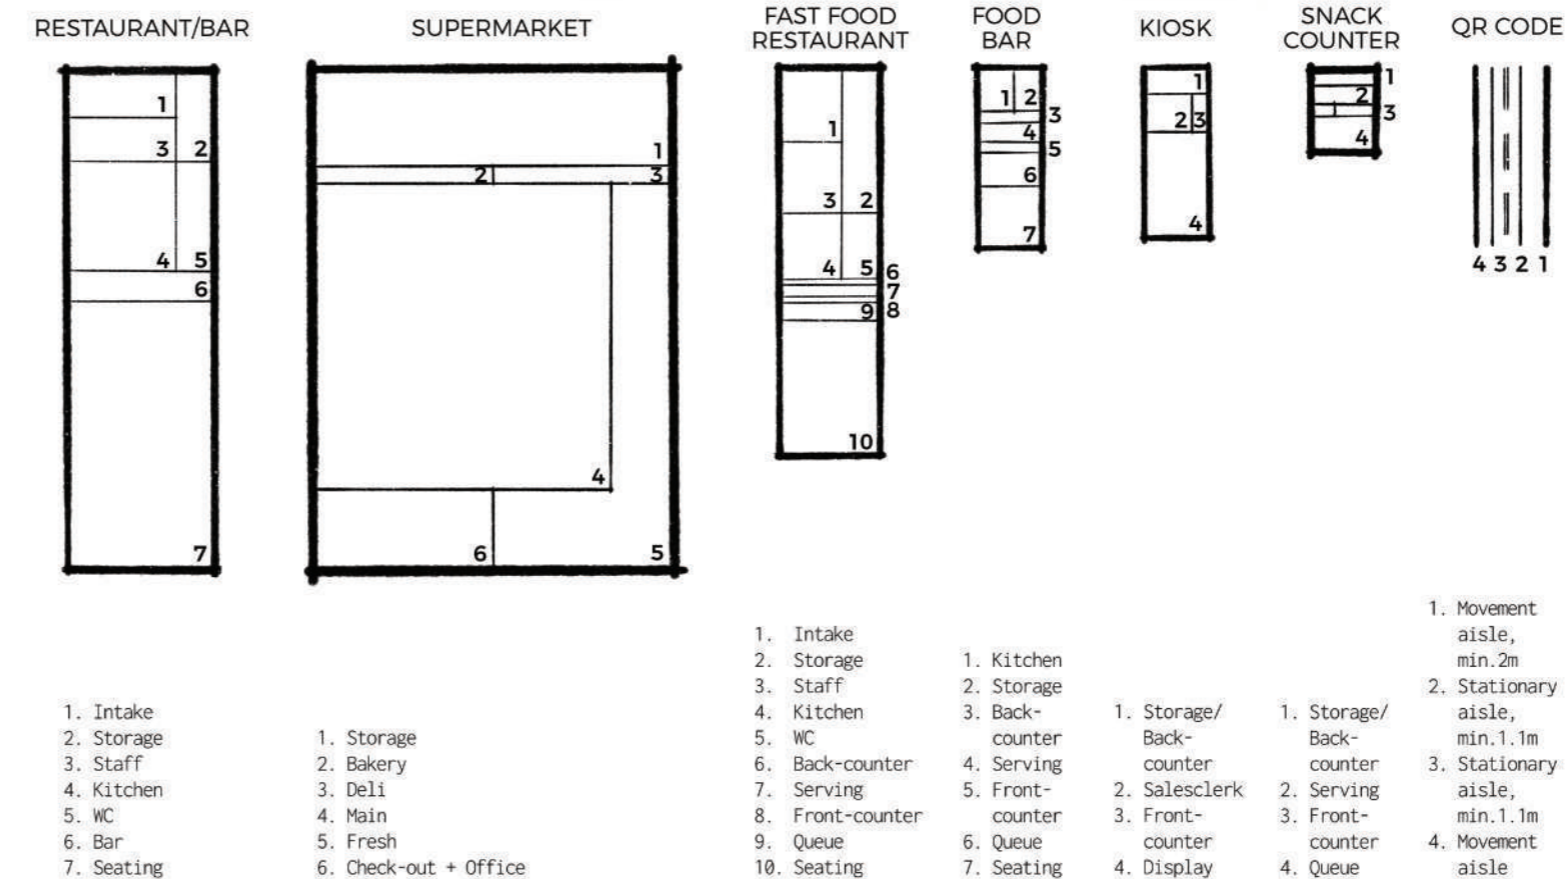 RESTAURANT/BAR
SUPERMARKET
FAST FOOD
RESTAURANT
FOOD
BAR
KIOSK
SNACK
COUNTER
QR CODE
1
3 2
4 5
6
7
1
2 3
4
6 5
1
3 2
4 5 6
7
9 8
10
1 2
3
4
5
6
7
1
2 3
4
1
2
3
4
4 3 2 1
1. Intake
2. Storage
3. Staff
4. Kitchen
5. WC
6. Bar
7. Seating
1. Storage
2. Bakery
3. Deli
4. Main
5. Fresh
6. Check-out + Office
1. Intake
2. Storage
3. Staff
4. Kitchen
5. WC
6. Back-counter
7. Serving
8. Front-counter
9. Queue
10. Seating
1. Kitchen
2. Storage
3. Back-
counter
4. Serving
5. Front-
counter
6. Queue
7. Seating
1. Storage/
Back-
counter
2. Salesclerk
3. Front-
counter
4. Display
1. Storage/
Back-
counter
2. Serving
3. Front-
counter
4. Queue
1. Movement
aisle,
min.2m
2. Stationary
aisle,
min.1.1m
3. Stationary
aisle,
min.1.1m
4. Movement
aisle